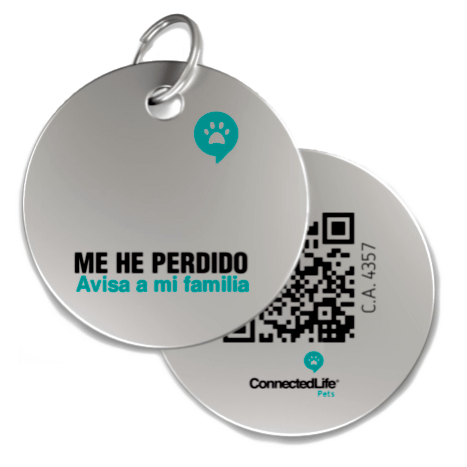 ME HE PERDIDO
Avisa a mi familia
C.A. 4357
ConnectedLife®
Pets